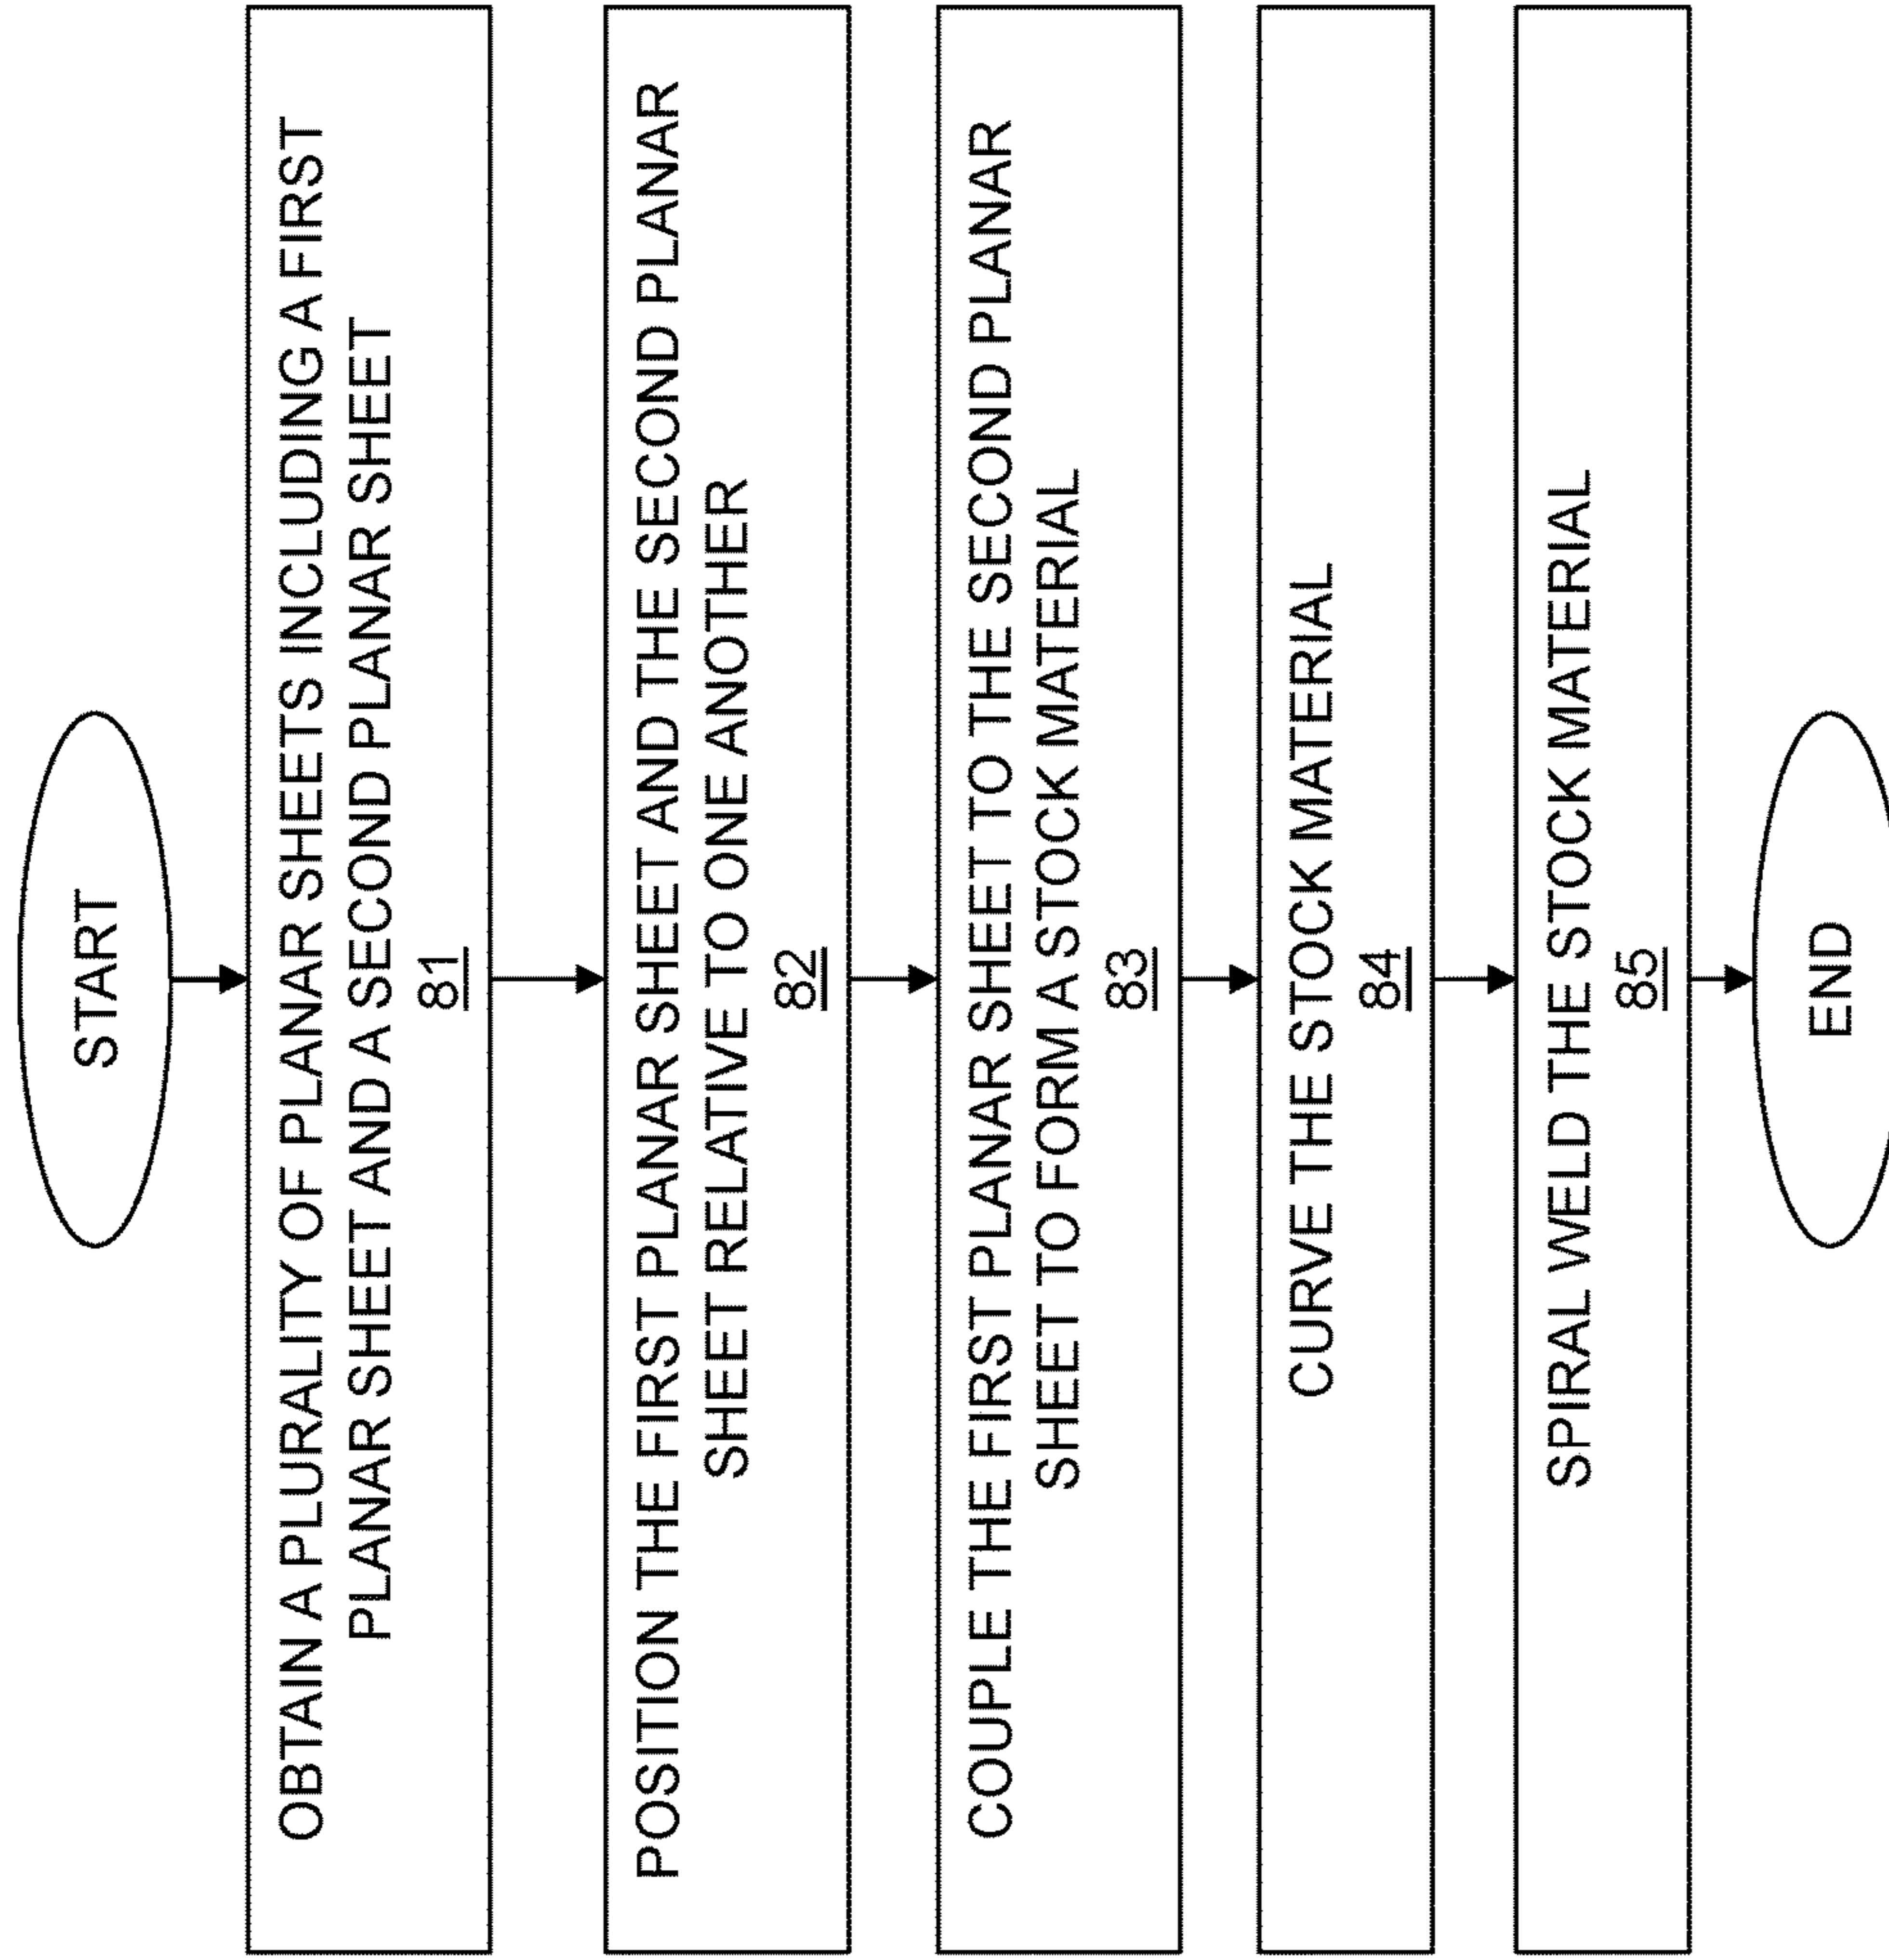 START
OBTAIN A PLURALITY OF PLANAR SHEETS INCLUDING A FIRST
PLANAR SHEET AND A SECOND PLANAR SHEET
81
POSITION THE FIRST PLANAR SHEET AND THE SECOND PLANAR
SHEET RELATIVE TO ONE ANOTHER
82
COUPLE THE FIRST PLANAR SHEET TO THE SECOND PLANAR
SHEET TO FORM A STOCK MATERIAL
83
CURVE THE STOCK MATERIAL
84
SPIRAL WELD THE STOCK MATERIAL
85
END